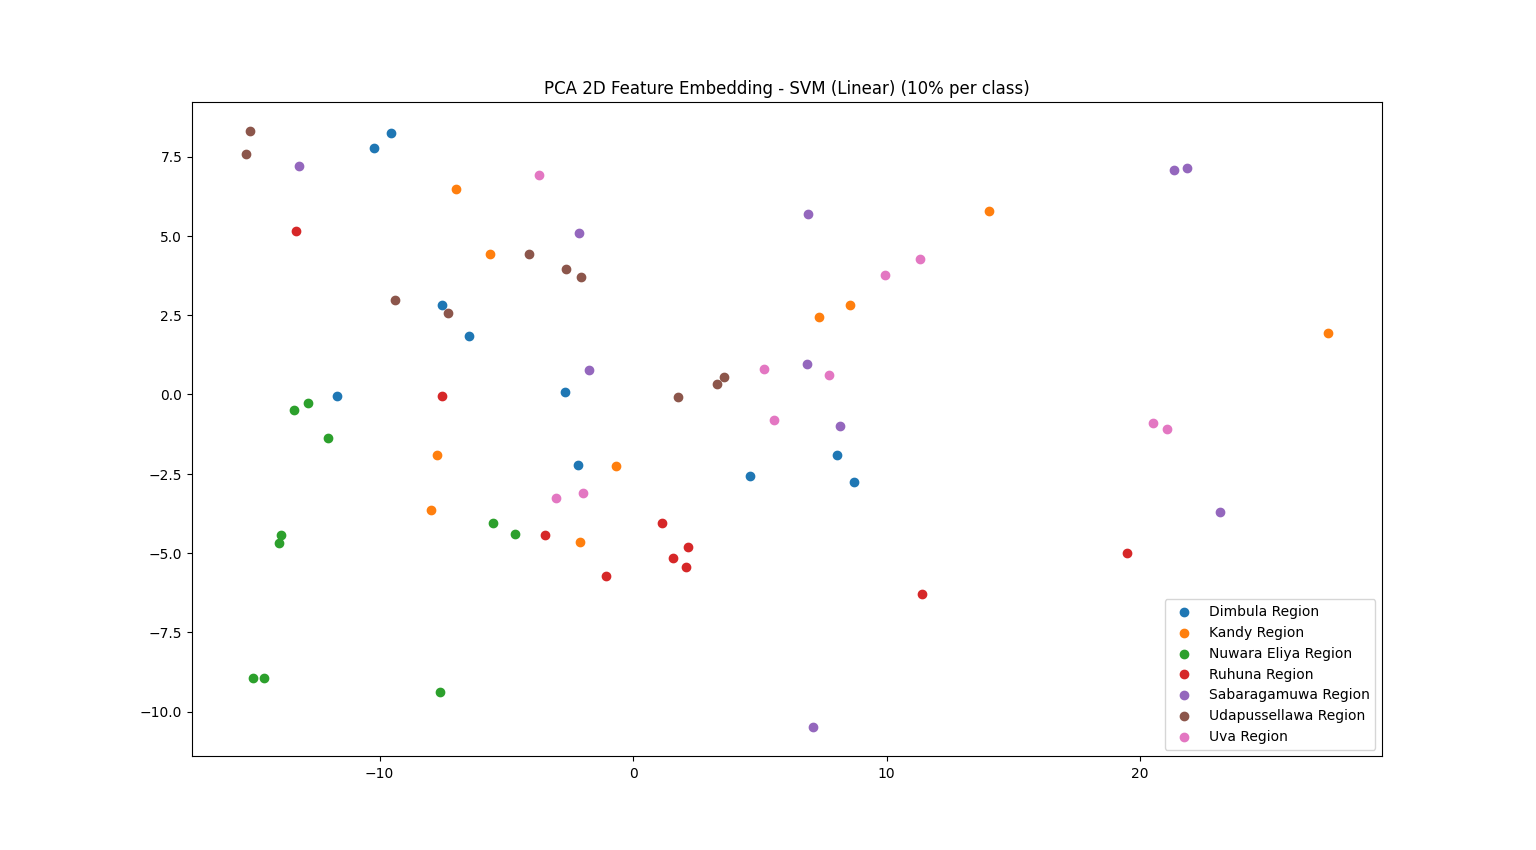 PCA 2D Feature Embedding - SVM (Linear) (10% per class)
7.5
5.0
2.5
0.0
−2.5
−5.0
−7.5
−10.0
−10
0
10
20
Dimbula Region
Kandy Region
Nuwara Eliya Region
Ruhuna Region
Sabaragamuwa Region
Udapussellawa Region
Uva Region